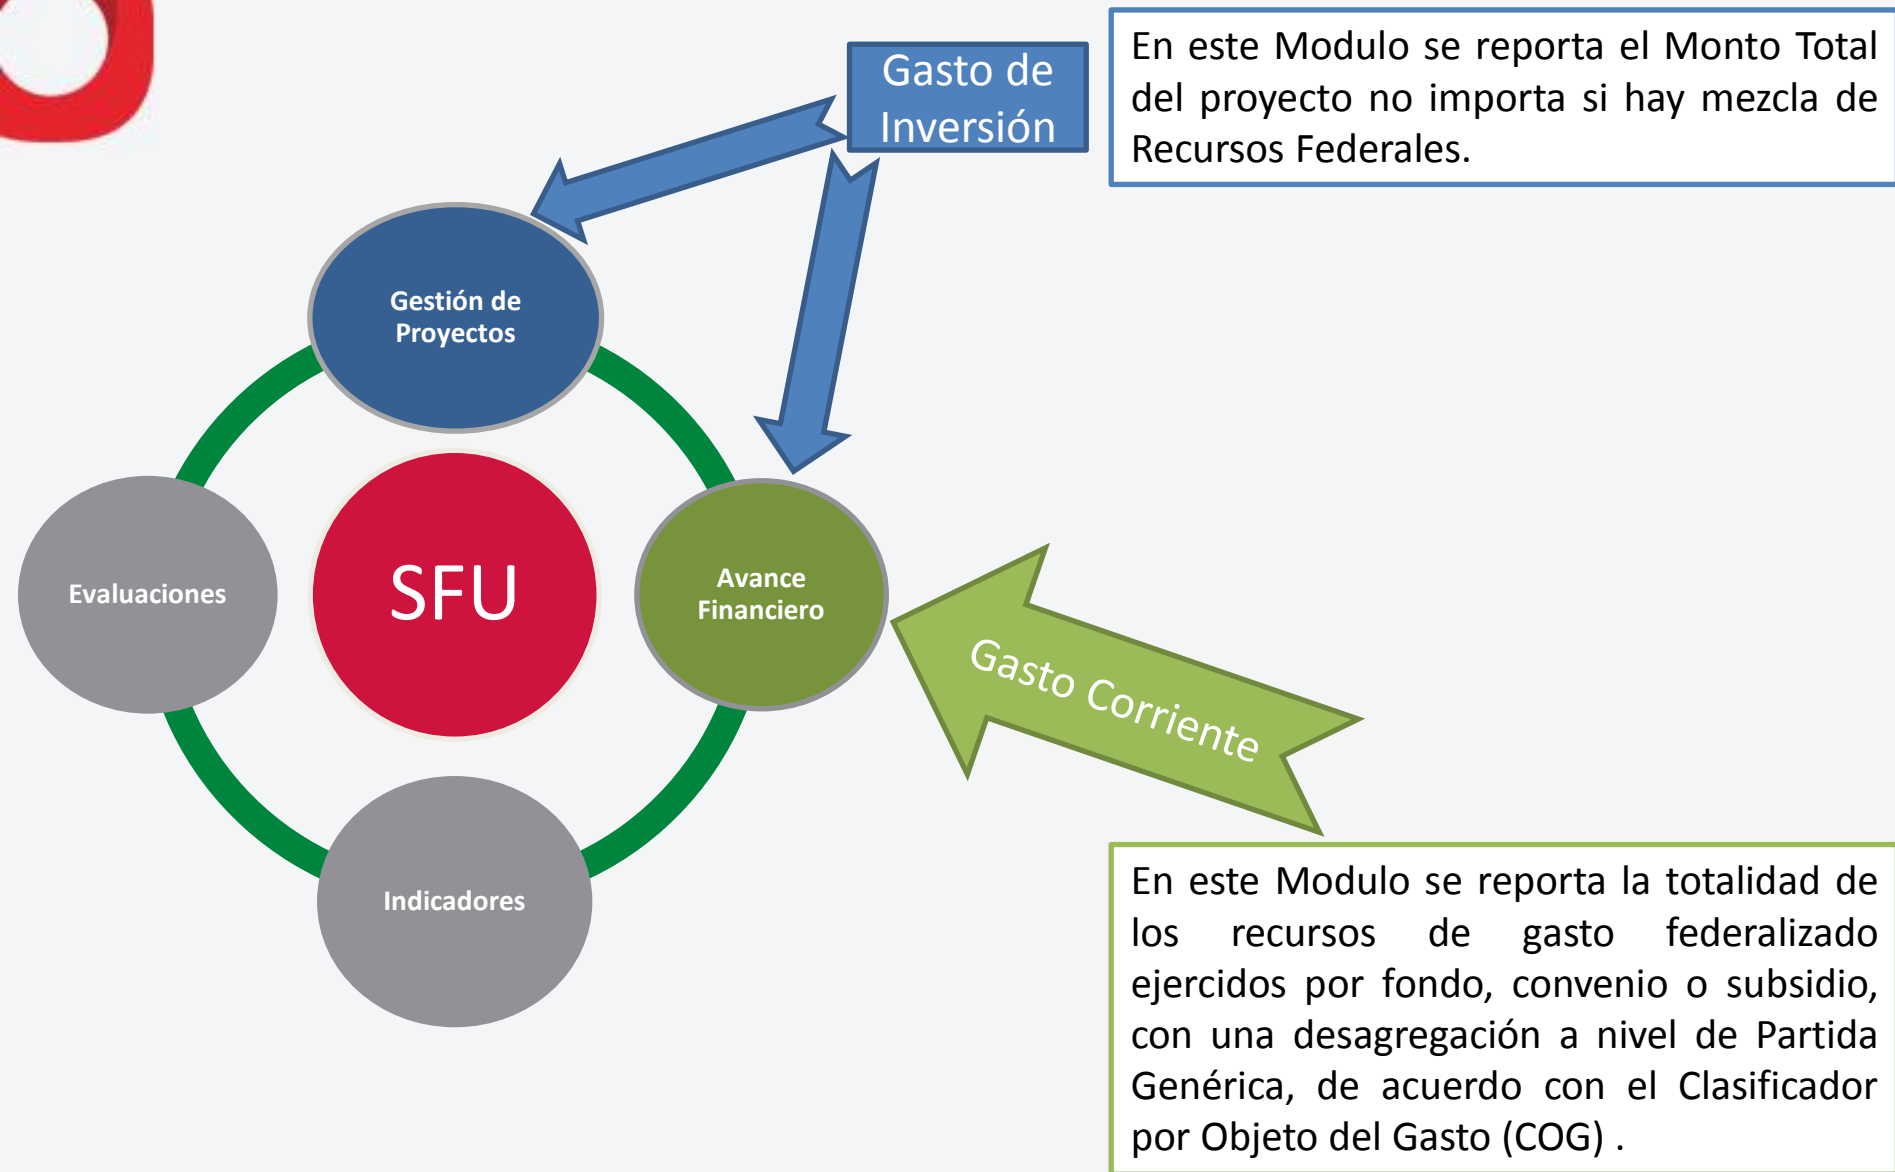 Gasto de
Inversión
En este Modulo se reporta el Monto Total
del proyecto no importa si hay mezcla de
Recursos Federales.
Gestión de
Proyectos
Evaluaciones
SFU
Avance
Financiero
Gasto Corriente
Indicadores
En este Modulo se reporta la totalidad de
los recursos de gasto federalizado
ejercidos por fondo, convenio o subsidio,
con una desagregación a nivel de Partida
Genérica, de acuerdo con el Clasificador
por Objeto del Gasto (COG) .